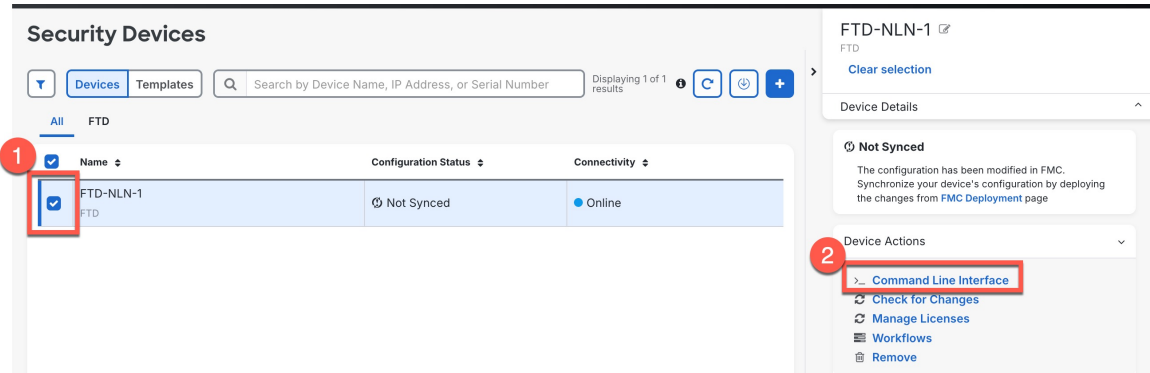 Security Devices
Devices Templates Search by Device Name, IP Address, or Serial Number Displaying 1 of 1 results
All FTD
1
Name Configuration Status Connectivity
FTD-NLN-1
FTD
Not Synced Online
FTD-NLN-1
FTD
Clear selection
Device Details
Not Synced
The configuration has been modified in FMC.
Synchronize your device's configuration by deploying
the changes from FMC Deployment page
Device Actions
2
>_ Command Line Interface
Check for Changes
Manage Licenses
Workflows
Remove